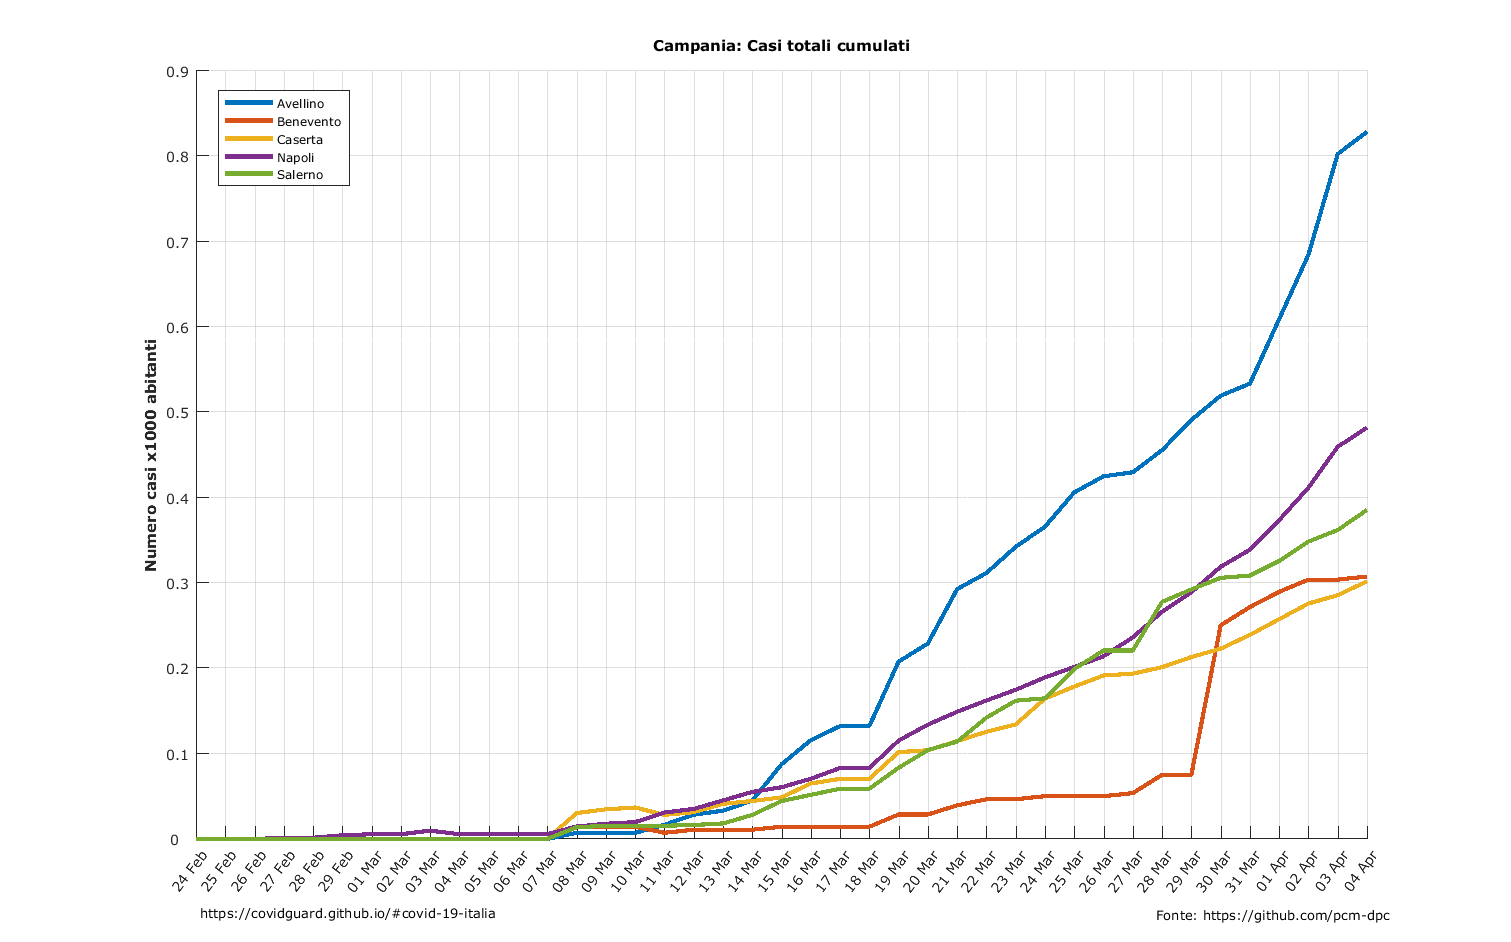 Campania: Casi totali cumulati
Numero casi x1000 abitanti
0.9
0.8
0.7
0.6
0.5
0.4
0.3
0.2
0.1
0
Avellino
Benevento
Caserta
Napoli
Salerno
24 Feb
25 Feb
26 Feb
27 Feb
28 Feb
29 Feb
01 Mar
02 Mar
03 Mar
04 Mar
05 Mar
06 Mar
07 Mar
08 Mar
09 Mar
10 Mar
11 Mar
12 Mar
13 Mar
14 Mar
15 Mar
16 Mar
17 Mar
18 Mar
19 Mar
20 Mar
21 Mar
22 Mar
23 Mar
24 Mar
25 Mar
26 Mar
27 Mar
28 Mar
29 Mar
30 Mar
31 Mar
01 Apr
02 Apr
03 Apr
04 Apr
https://covidguard.github.io/#covid-19-italia
Fonte: https://github.com/pcm-dpc